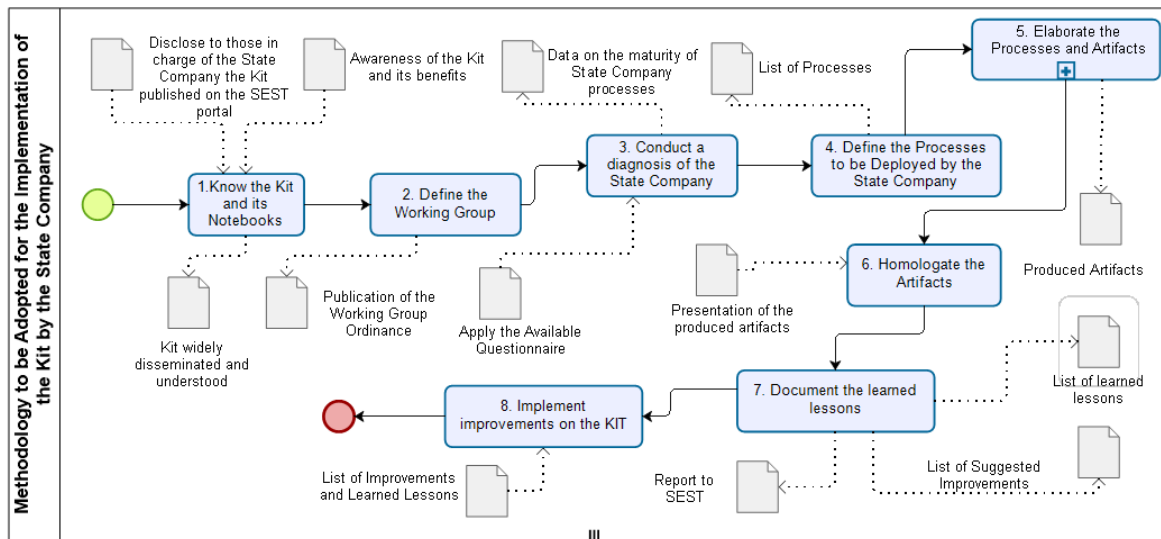 Methodology to be Adopted for the Implementation of
the Kit by the State Company
Disclose to those in
charge of the State
Company the Kit
published on the SEST
portal
Awareness of the Kit
and its benefits
Data on the maturity of
State Company
processes
List of Processes
5. Elaborate the
Processes and Artifacts
1.Know the Kit
and its
Notebooks
2. Define the
Working Group
3. Conduct a
diagnosis of the
State Company
4. Define the Processes
to be Deployed by the
State Company
Kit widely
disseminated and
understood
Publication of the
Working Group
Ordinance
Apply the Available
Questionnaire
Presentation of the
produced artifacts
6. Homologate the
Artifacts
Produced Artifacts
List of learned
lessons
7. Document the learned
lessons
8. Implement
improvements on the KIT
List of Improvements
and Learned Lessons
Report to
SEST
List of Suggested
Improvements
III